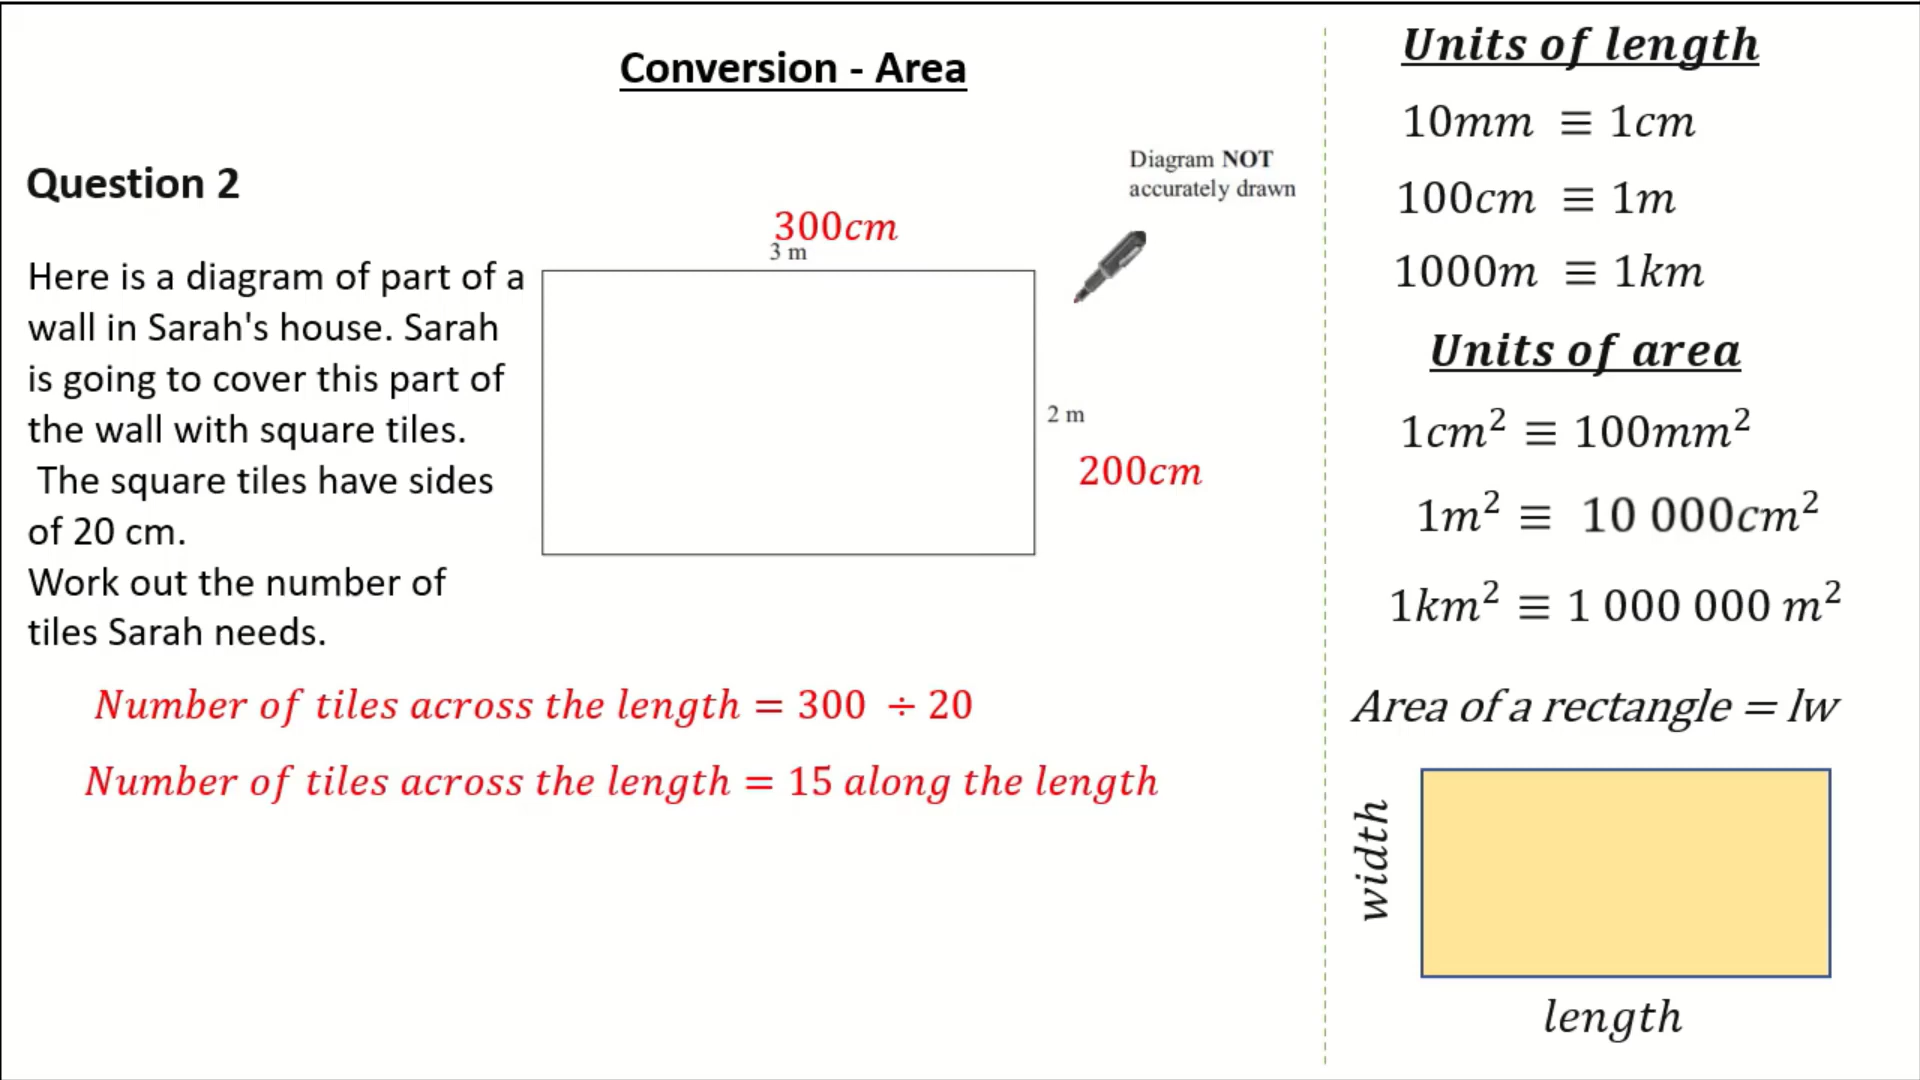 Conversion - Area
Question 2
Diagram NOT
accurately drawn
300cm
3 m
Here is a diagram of part of a
wall in Sarah's house. Sarah
is going to cover this part of
the wall with square tiles.
The square tiles have sides
of 20 cm.
Work out the number of
tiles Sarah needs.
2 m
200cm
Number of tiles across the length = 300 ÷ 20
Number of tiles across the length = 15 along the length
Units of length
10mm ≡ 1cm
100cm ≡ 1m
1000m ≡ 1km
Units of area
1cm² ≡ 100mm²
1m² ≡ 10 000cm²
1km² ≡ 1 000 000 m²
Area of a rectangle = lw
width
length